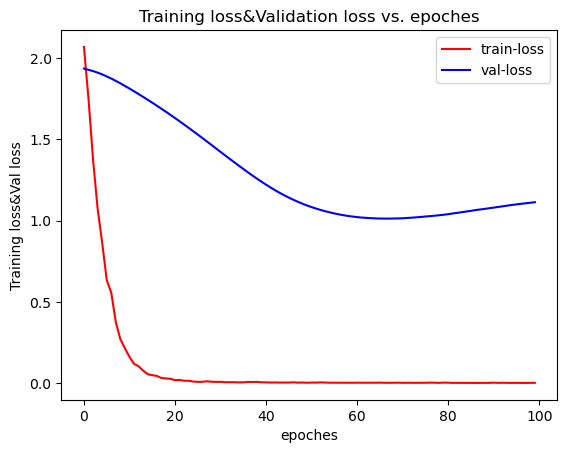 Training loss&Validation loss vs. epoches
train-loss
val-loss
Training loss&Val loss
2.0
1.5
1.0
0.5
0.0
0
20
40
60
80
100
epoches